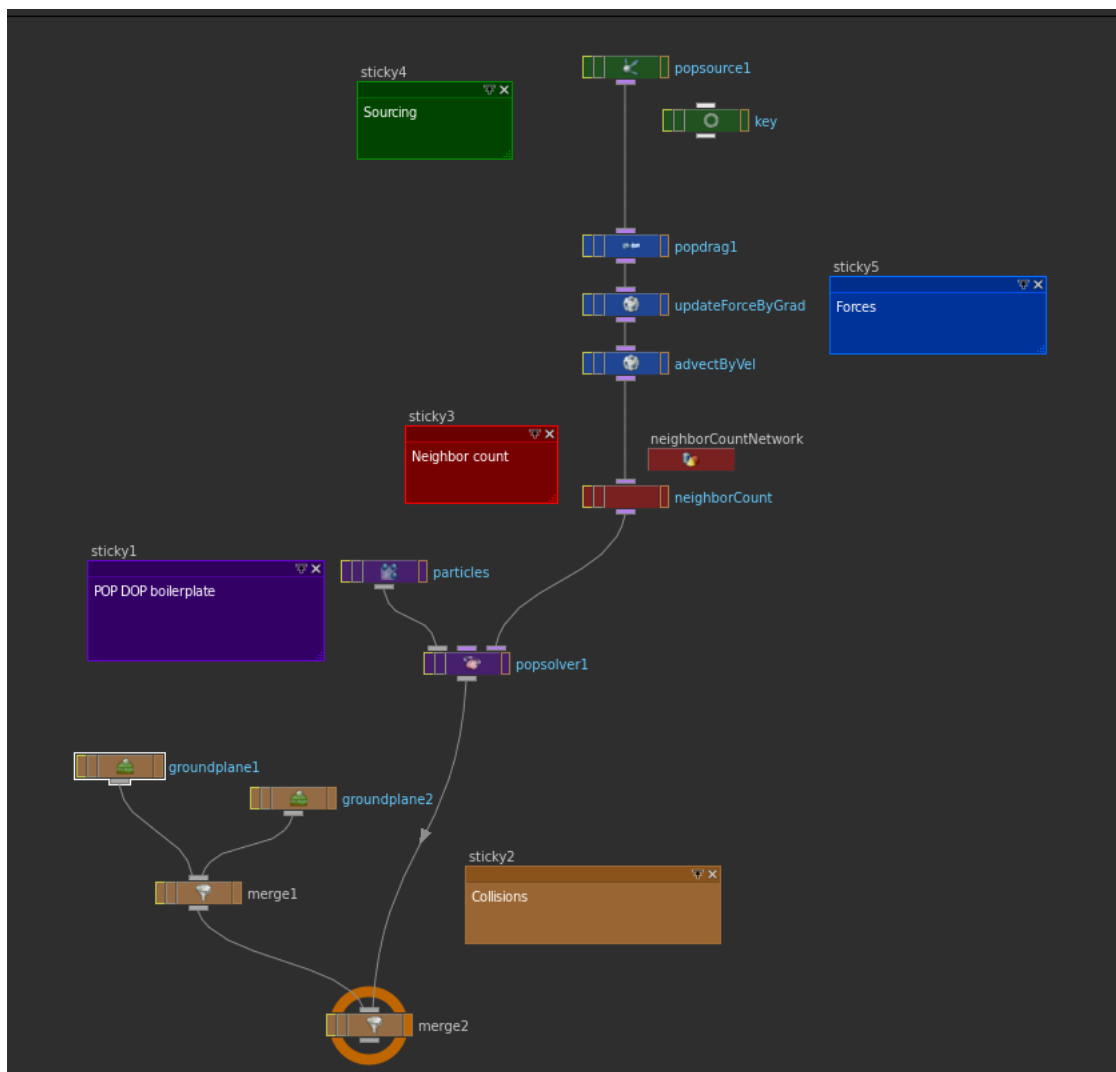 popsource1
sticky4
Sourcing
key
popdrag1
sticky5
updateForceByGrad
Forces
advectByVel
sticky3
neighborCountNetwork
Neighbor count
neighborCount
sticky1
particles
POP DOP boilerplate
popsolver1
groundplane1
groundplane2
sticky2
merge1
Collisions
merge2